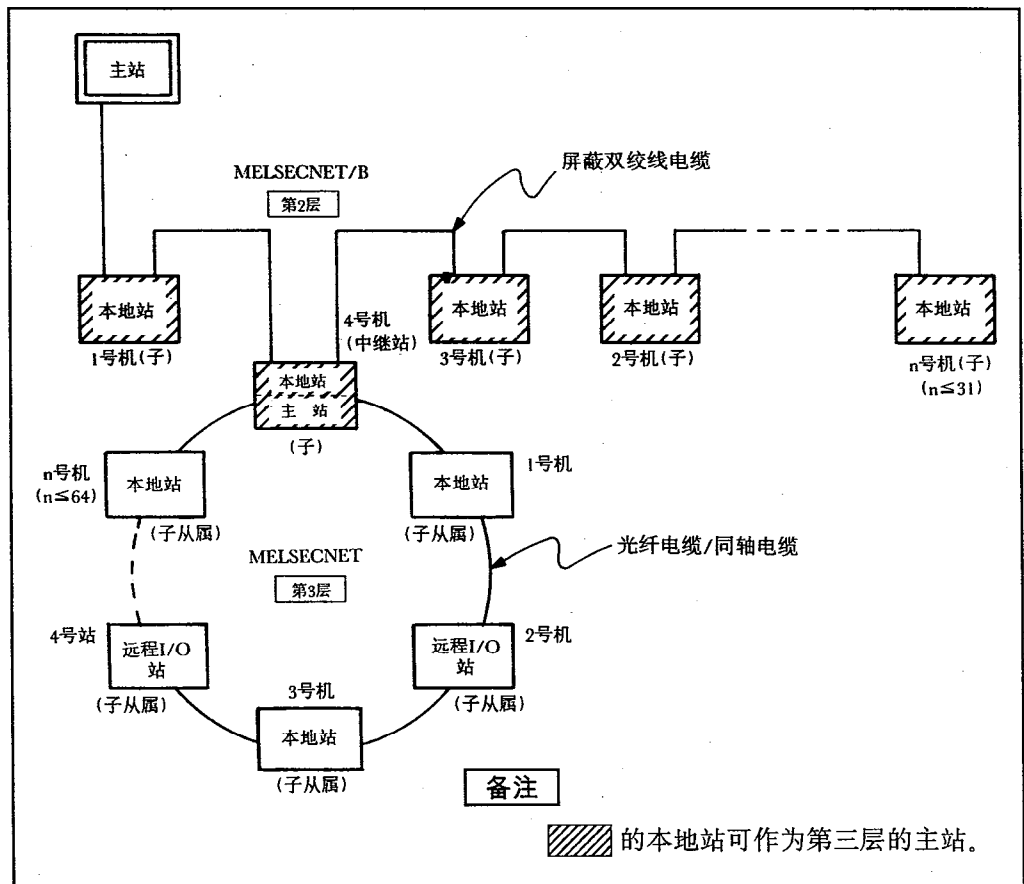 主站
MELSECNET/B
第2层
屏蔽双绞线电缆
本地站
1号机(子)
4号机
(中继站)
本地站
3号机(子)
本地站
2号机(子)
本地站
n号机(子)
(n≦31)
本地站
主 站
(子)
n号机
(n≦64)
本地站
(子从属)
1号机
本地站
(子从属)
MELSECNET
第3层
光纤电缆/同轴电缆
4号站
远程I/O
站
(子从属)
2号机
远程I/O
站
(子从属)
3号机
本地站
(子从属)
备注
的本地站可作为第三层的主站。